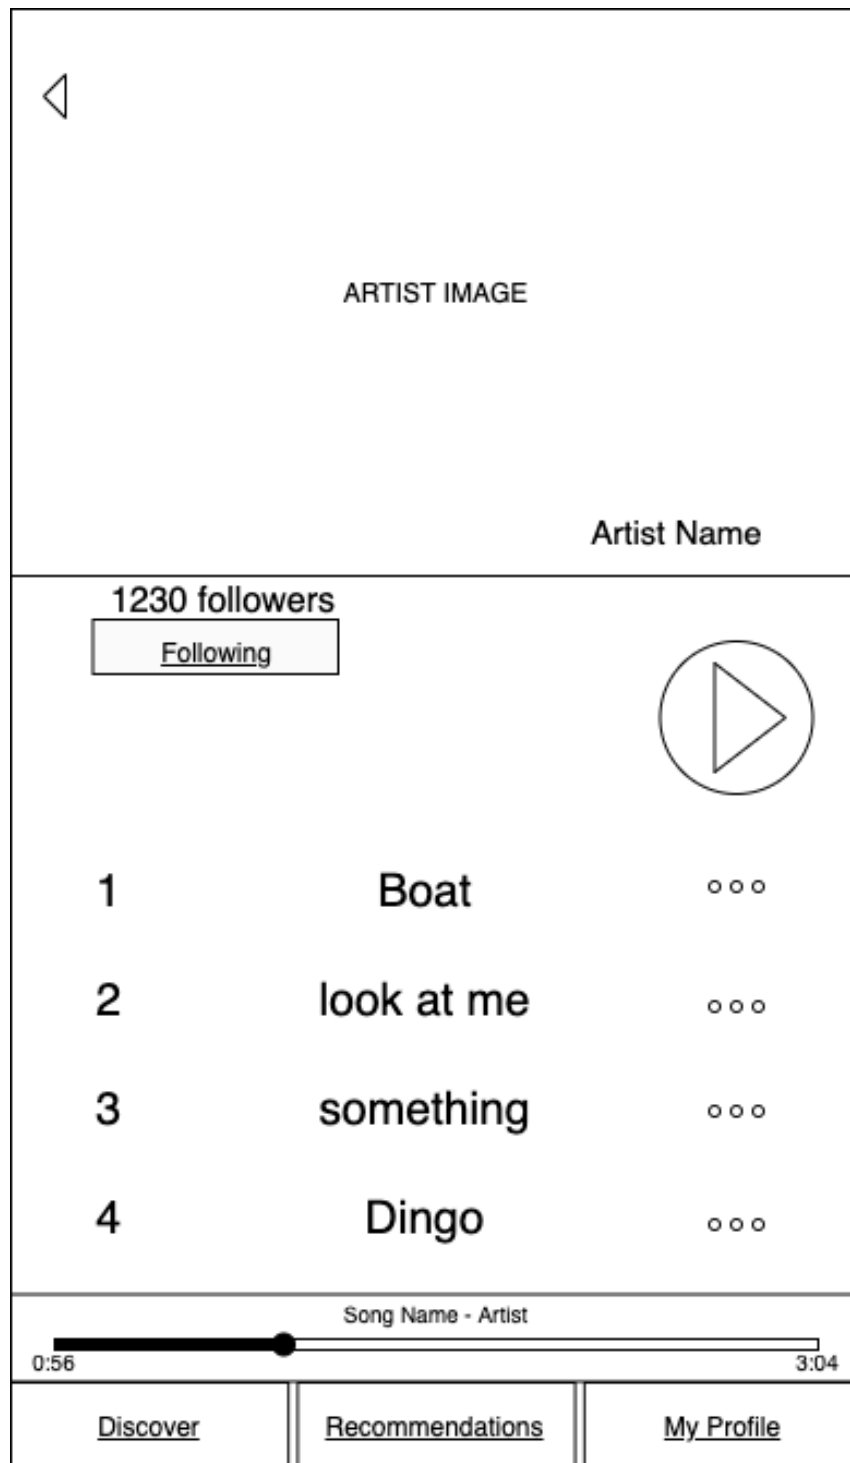 ARTIST IMAGE
Artist Name
1230 followers
Following
1 Boat
2 look at me
3 something
4 Dingo
Song Name - Artist
0:56 3:04
Discover Recommendations My Profile